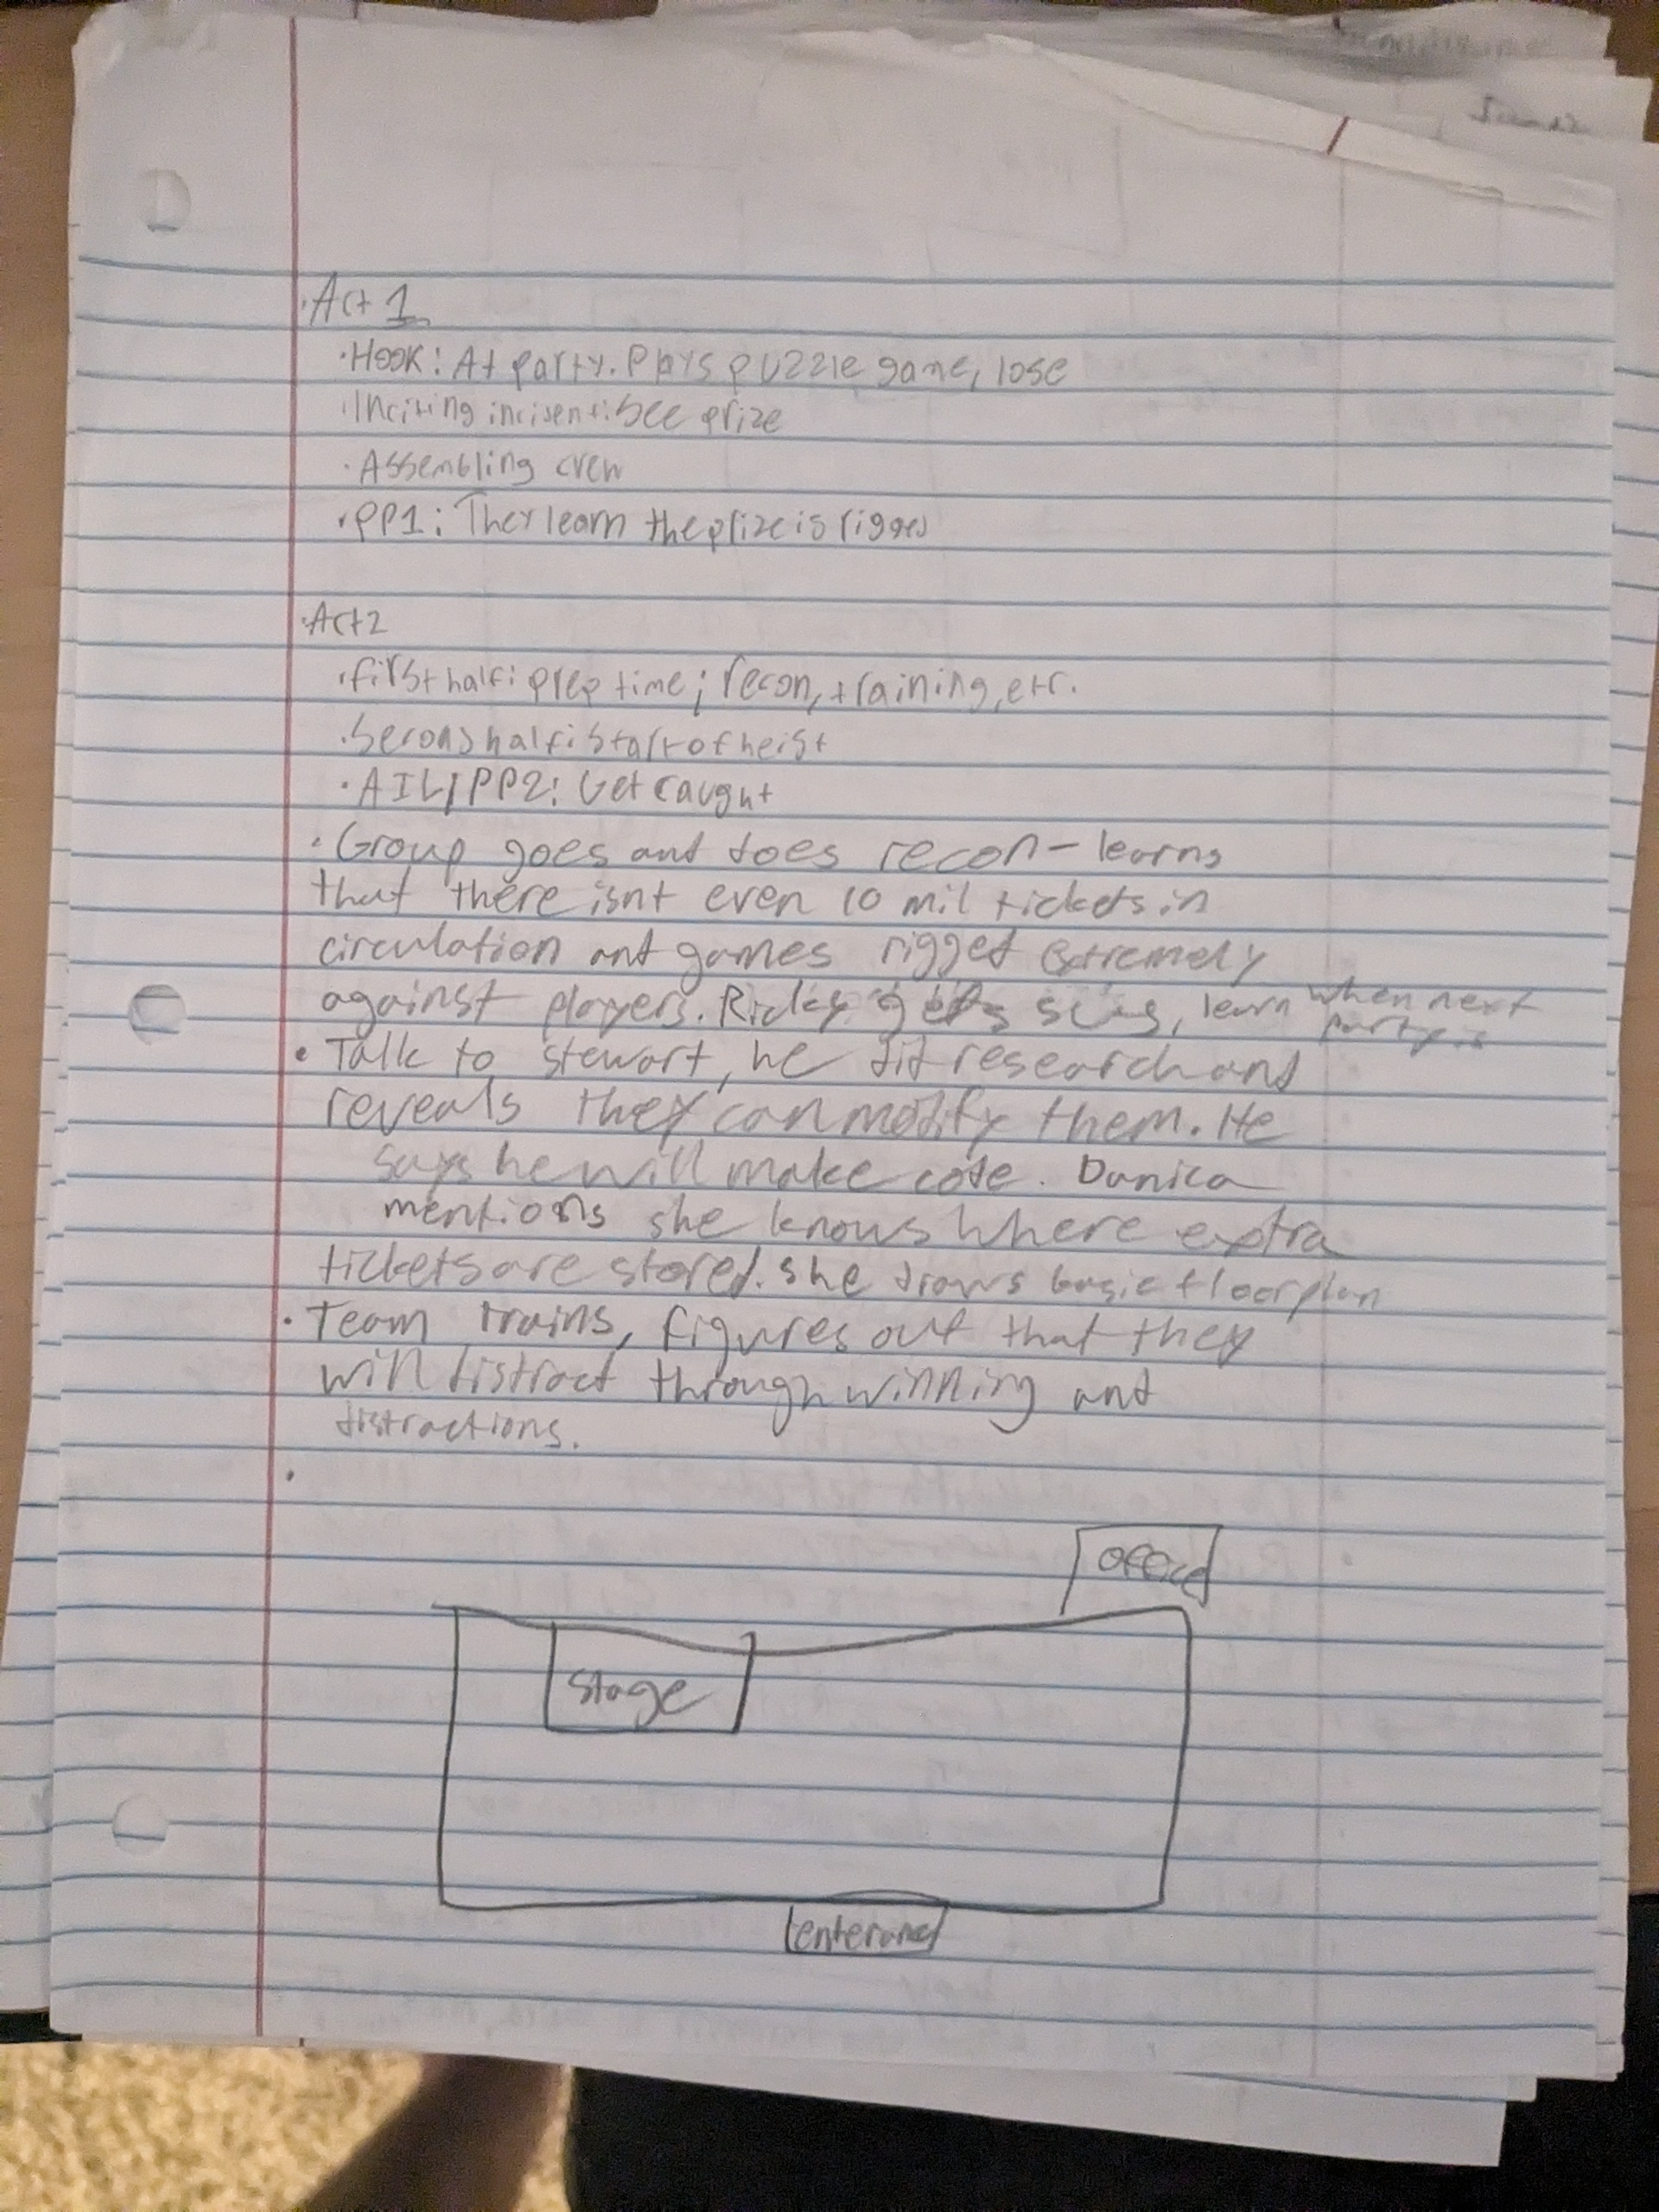 ·Act 1
·Hook: At party. Plays puzzle game, lose
·Inciting incident: See prize
·Assembling crew
·PP1: They learn the prize is rigged
·Act 2
·first half: prep time; recon, training, etc.
·Second half: start of heist
·AIL/PP2: Get caught
·Group goes and does recon- learns
that there isnt even 10 mil tickets in
circulation and games rigged extremely
against players. Ricky gets learn when next
party is
·Talk to stewart, he did research and
reveals they can modify them. He
says he will make code. Danica
mentions she knows where extra
tickets are stored. she draws basic floorplan
·Team trains, figures out that they
will distract through winning and
distractions.
·
office
stage
enterance